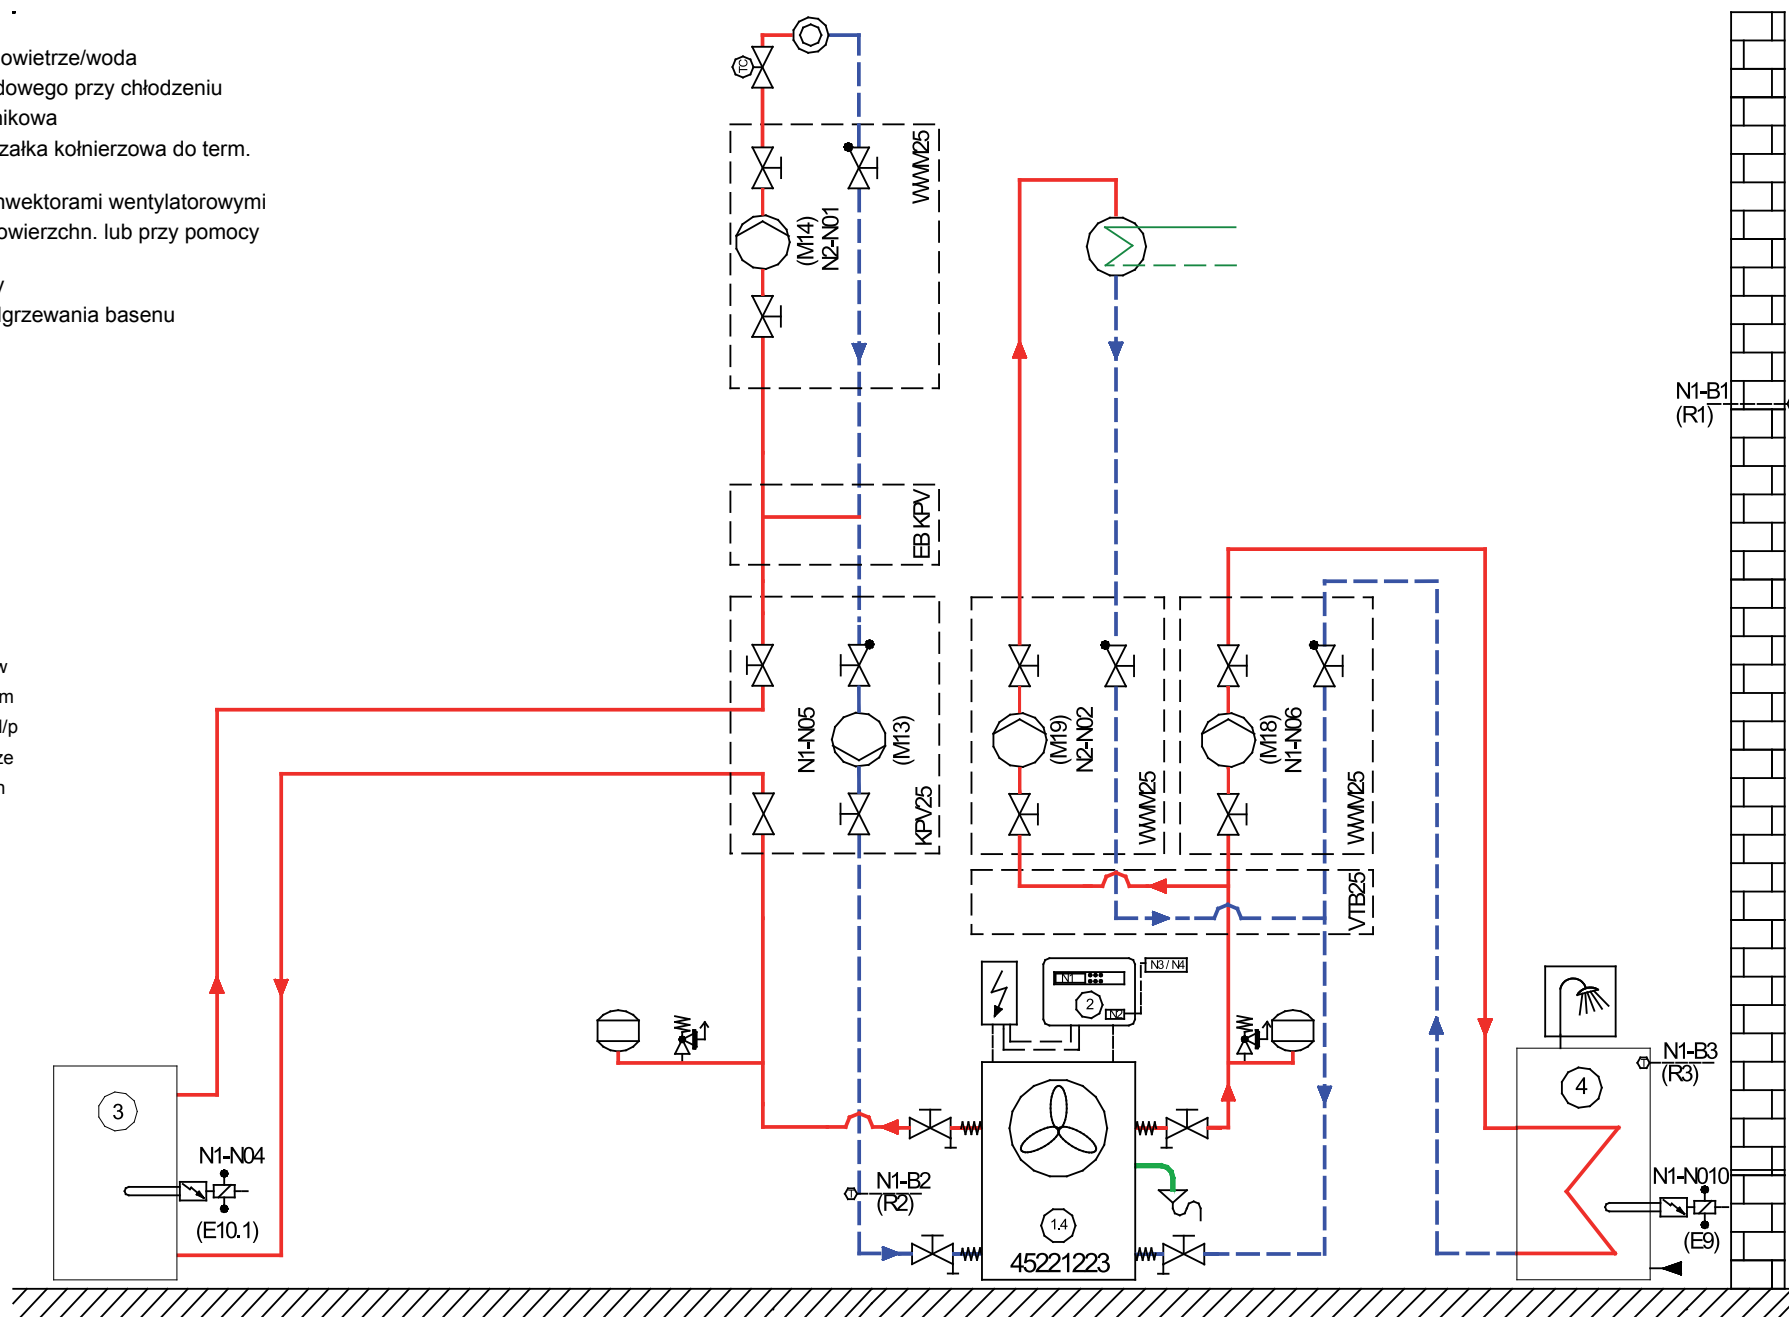 owietrze/woda
dowego przy chłodzeniu
nikowa
załka kołnierzowa do term.
nwektorami wentylatorowymi
owierzchn. lub przy pomocy
y
grzewania basenu
w
m
l/p
ze
h
TC
WWM25
(M14)
N2-N01
EB KPV
N1-N05
(M13)
KPV25
(M19)
N2-N02
WWM25
(M18)
N1-N06
WWM25
VTB25
N1-B1
(R1)
N1
2
N2
N3 / N4
3
N1-N04
(E10.1)
N1-B2
(R2)
1.4
45221223
T
T
N1-B3
(R3)
4
N1-N010
(E9)